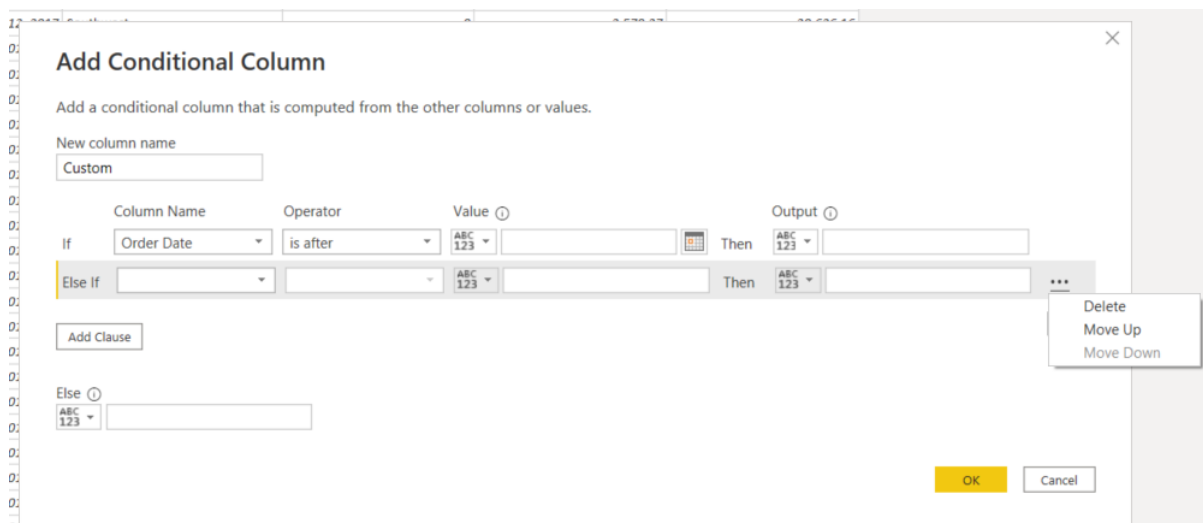 Add Conditional Column
Add a conditional column that is computed from the other columns or values.
New column name
Custom
Column Name Operator Value Output
If Order Date is after ABC 123 Then ABC 123
Else If ABC 123 Then ABC 123
Delete
Add Clause Move Up
Move Down
Else
ABC 123
OK Cancel